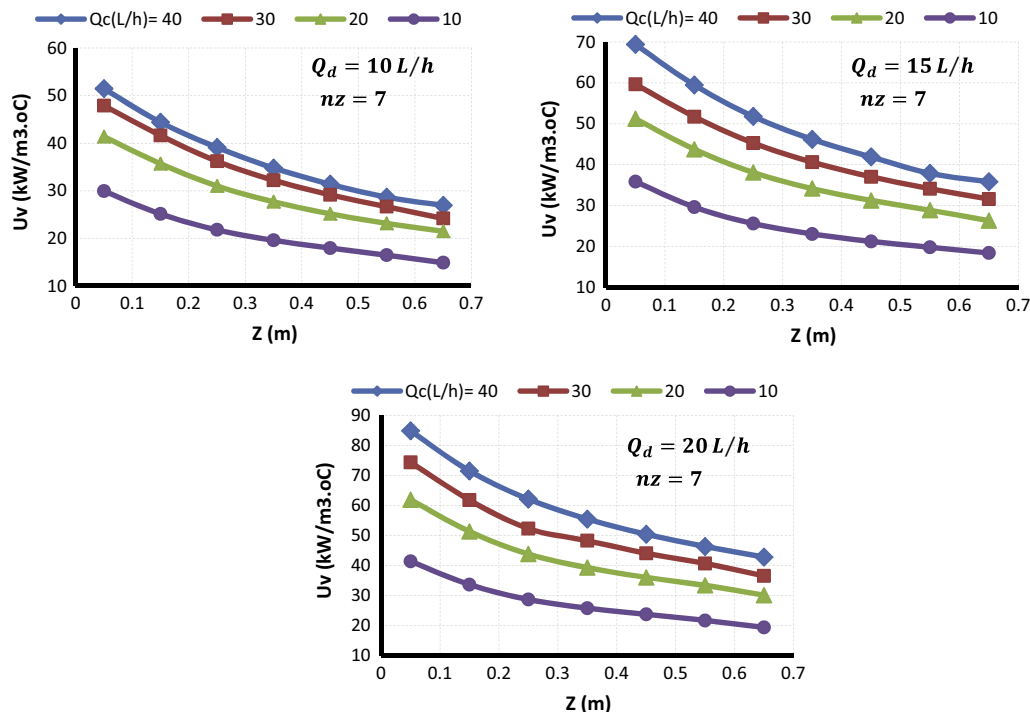 Qc(L/h)= 40 30 20 10
60
50
40
30
20
10
Uv (kW/m3.oC)
Q_d = 10 L/h
nz = 7
0 0.1 0.2 0.3 0.4 0.5 0.6 0.7
Z (m)
Qc(L/h)= 40 30 20 10
70
60
50
40
30
20
10
Uv (kW/m3.oC)
Q_d = 15 L/h
nz = 7
0 0.1 0.2 0.3 0.4 0.5 0.6 0.7
Z (m)
Qc(L/h)= 40 30 20 10
90
80
70
60
50
40
30
20
10
Uv (kW/m3.oC)
Q_d = 20 L/h
nz = 7
0 0.1 0.2 0.3 0.4 0.5 0.6 0.7
Z (m)